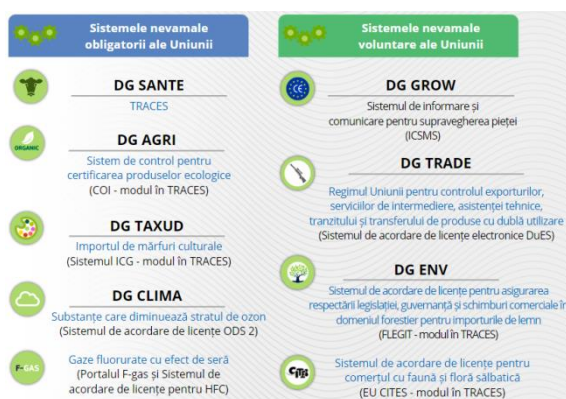 Sistemele nevamale
obligatorii ale Uniunii
DG SANTE
TRACES
ORGANIC
DG AGRI
Sistem de control pentru
certificarea produselor ecologice
(COI - modul în TRACES)
DG TAXUD
Importul de mărfuri culturale
(Sistemul ICG - modul în TRACES)
DG CLIMA
Substanțe care diminuează stratul de ozon
(Sistemul de acordare de licențe ODS 2)
F-GAS
Gaze fluorurate cu efect de seră
(Portalul F-gas și Sistemul de
acordare de licențe pentru HFC)
Sistemele nevamale
voluntare ale Uniunii
CE
DG GROW
Sistemul de informare și
comunicare pentru supravegherea pieței
(ICSMS)
DG TRADE
Regimul Uniunii pentru controlul exporturilor,
serviciilor de intermediere, asistenței tehnice,
tranzitului și transferului de produse cu dublă utilizare
(Sistemul de acordare de licențe electronice DuES)
DG ENV
Sistemul de acordare de licențe pentru asigurarea
respectării legislației, guvernanță și schimburi comerciale în
domeniul forestier pentru importurile de lemn
(FLEGIT - modul în TRACES)
CITES
Sistemul de acordare de licențe pentru
comerțul cu faună și floră sălbatică
(EU CITES - modul în TRACES)